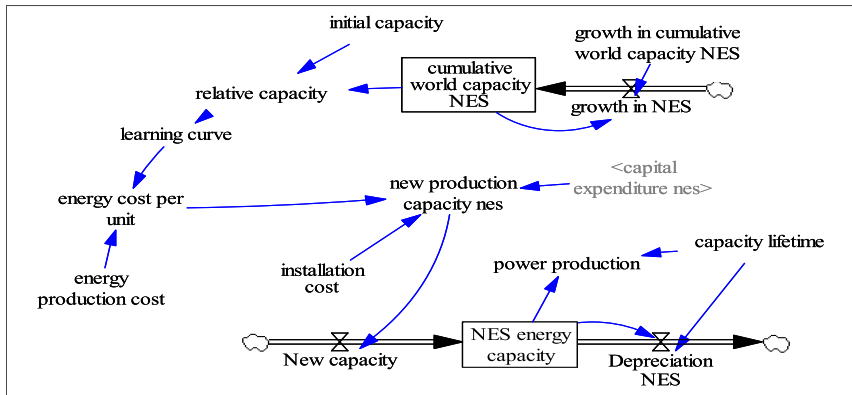 initial capacity
growth in cumulative
world capacity NES
cumulative
world capacity
NES
relative capacity
growth in NES
learning curve
<capital
expenditure nes>
new production
capacity nes
energy cost per
unit
capacity lifetime
power production
installation
cost
energy
production cost
NES energy
capacity
New capacity
Depreciation
NES